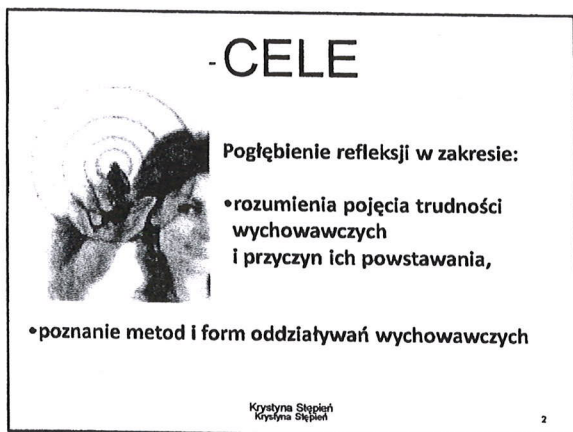 - CELE
Pogłębienie refleksji w zakresie:
•rozumienia pojęcia trudności
wychowawczych
i przyczyn ich powstawania,
•poznanie metod i form oddziaływań wychowawczych
Krystyna Stępień
Krystyna Stępień
2